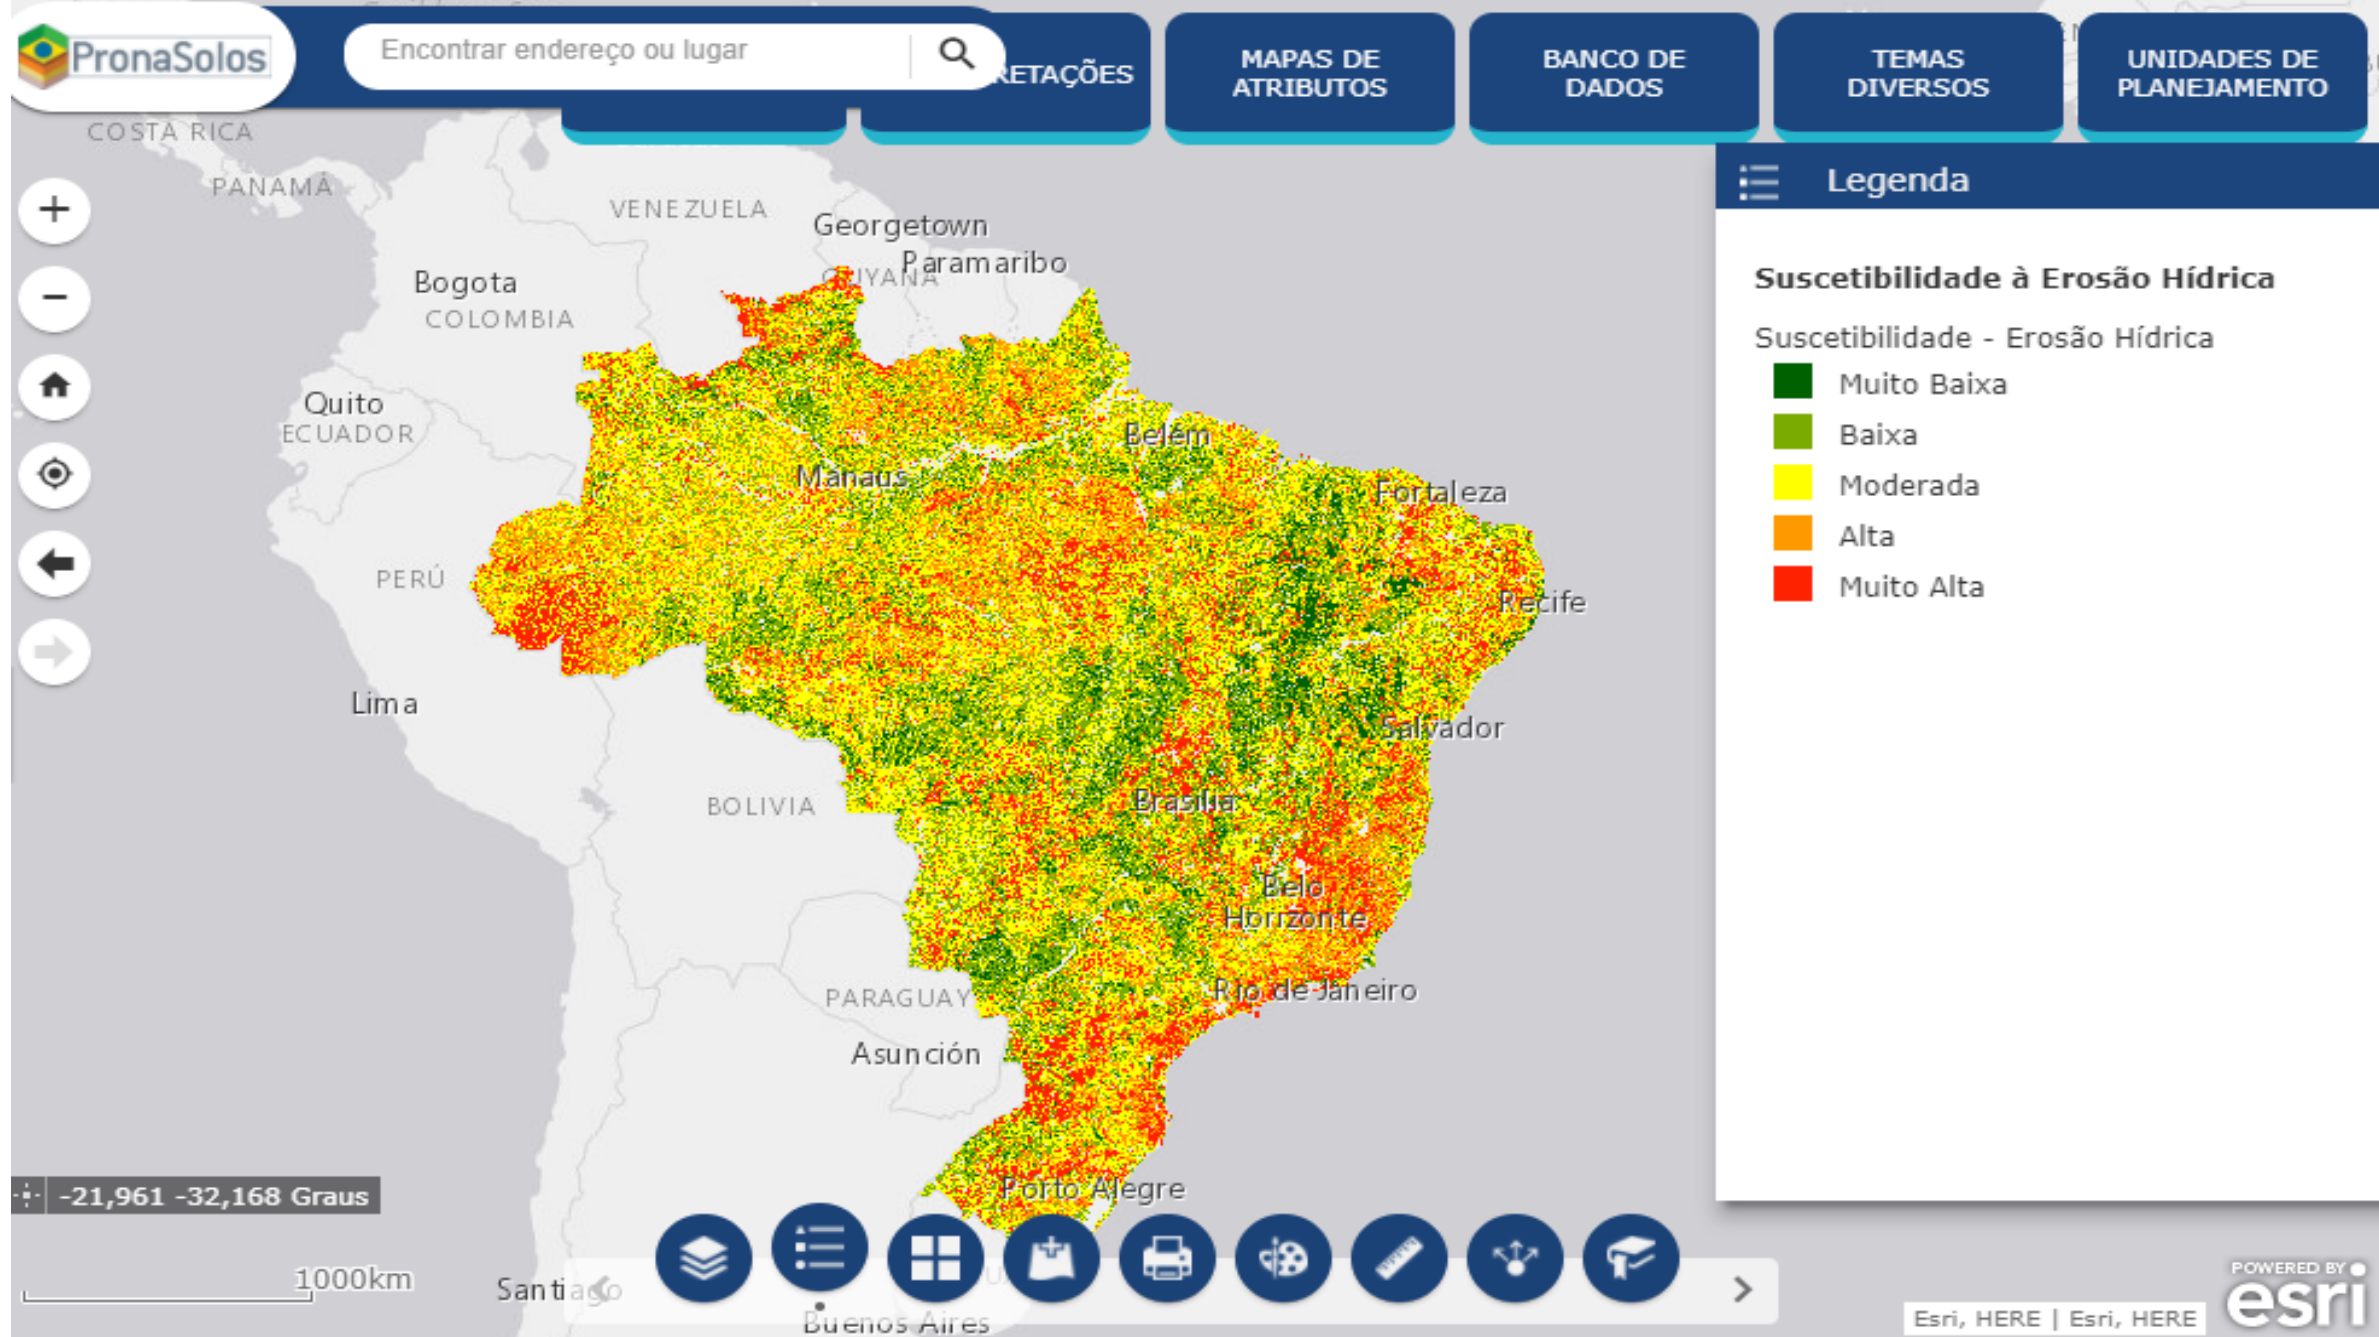 PronaSolos
Encontrar endereço ou lugar
RETAÇÕES
MAPAS DE
ATRIBUTOS
BANCO DE
DADOS
TEMAS
DIVERSOS
UNIDADES DE
PLANEJAMENTO
COSTA RICA
PANAMÁ
VENEZUELA
Georgetown
Paramaribo
GUYANA
Bogota
COLOMBIA
Quito
ECUADOR
Belém
Manaus
Fortaleza
PERÚ
Recife
Lima
Salvador
BOLIVIA
Brasília
Belo
Horizonte
Rio de Janeiro
PARAGUAY
Asunción
Porto Alegre
Santiago
Buenos Aires
Legenda
Suscetibilidade à Erosão Hídrica
Suscetibilidade - Erosão Hídrica
Muito Baixa
Baixa
Moderada
Alta
Muito Alta
-21,961 -32,168 Graus
1000km
POWERED BY
esri
Esri, HERE | Esri, HERE